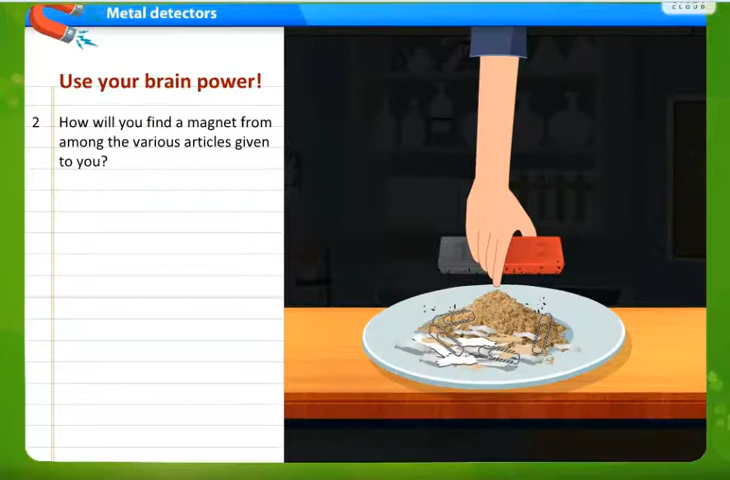 CLOUD
Metal detectors
Use your brain power!
2 How will you find a magnet from
among the various articles given
to you?